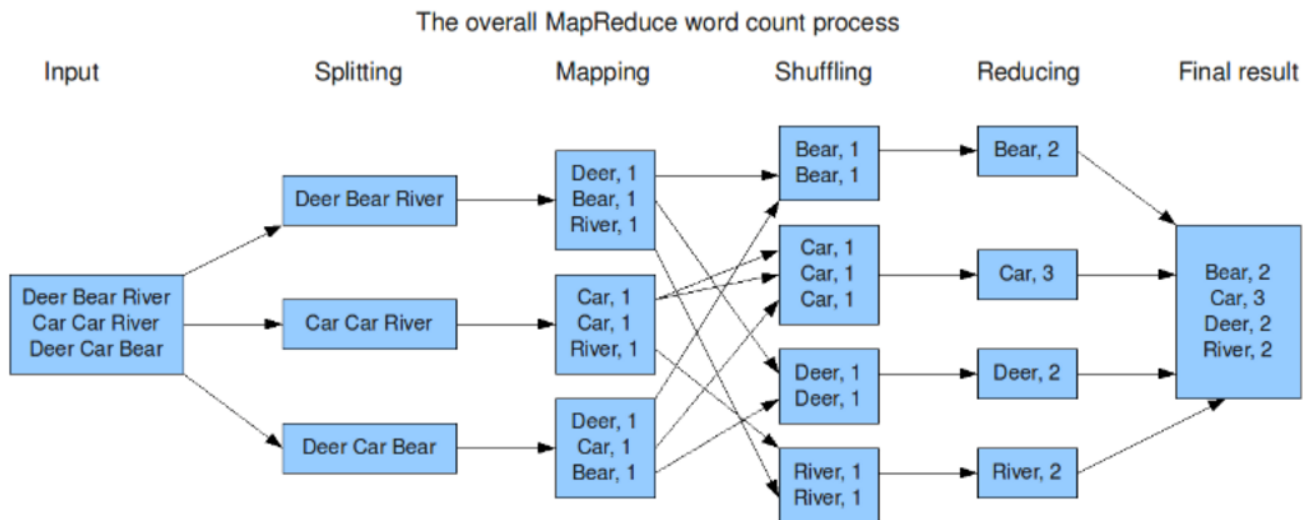 The overall MapReduce word count process
Input
Splitting
Mapping
Shuffling
Reducing
Final result
Deer Bear River
Car Car River
Deer Car Bear
Deer Bear River
Car Car River
Deer Car Bear
Deer, 1
Bear, 1
River, 1
Car, 1
Car, 1
River, 1
Deer, 1
Car, 1
Bear, 1
Bear, 1
Bear, 1
Car, 1
Car, 1
Car, 1
Deer, 1
Deer, 1
River, 1
River, 1
Bear, 2
Car, 3
Deer, 2
River, 2
Bear, 2
Car, 3
Deer, 2
River, 2